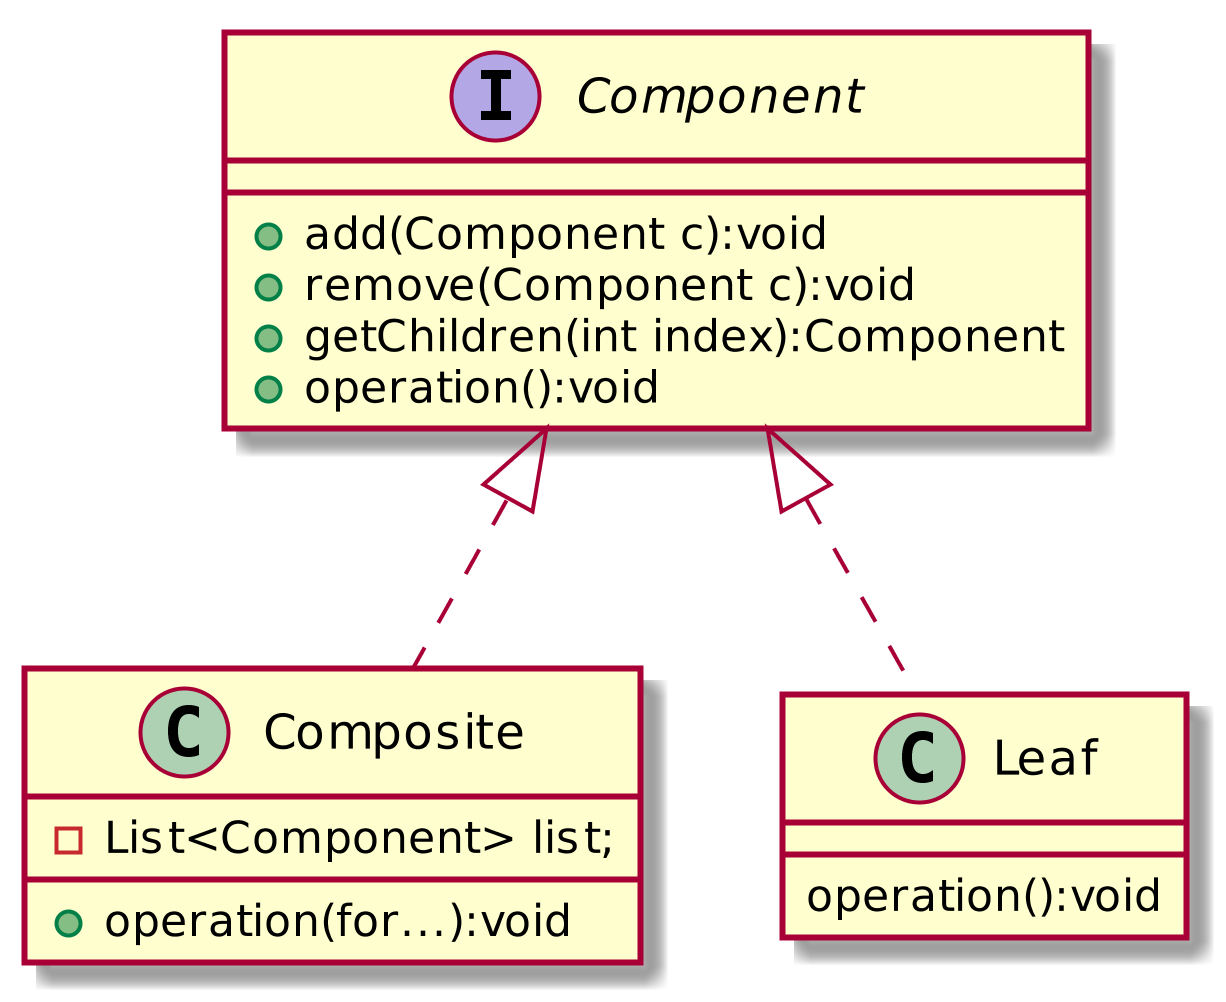 I Component
add(Component c):void
remove(Component c):void
getChildren(int index):Component
operation():void
C Composite
List<Component> list;
operation(for...):void
C Leaf
operation():void